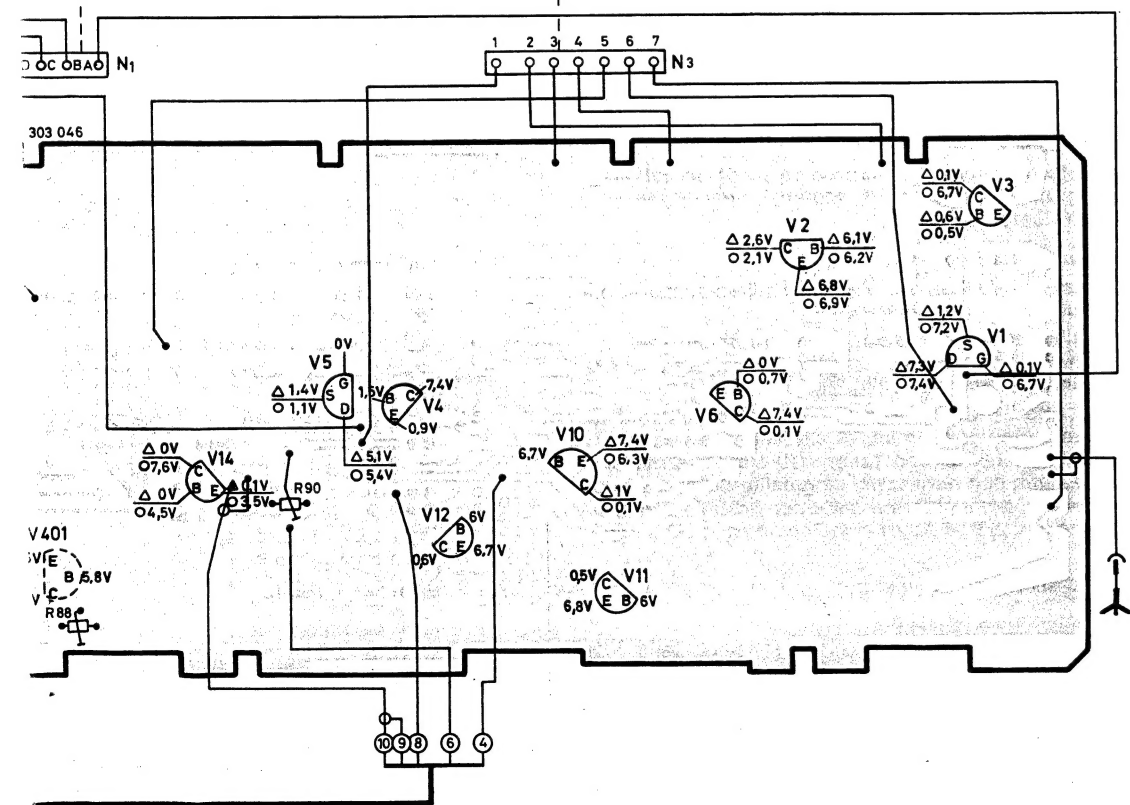 C B A N1
1 2 3 4 5 6 7 N3
303 046
△ 0,1V
○ 6,7V
V3
C
△ 0,6V
○ 0,5V
B E
V2
△ 2,6V
○ 2,1V
C B
△ 6,1V
○ 6,2V
E
△ 6,8V
○ 6,9V
△ 1,2V
○ 7,2V
V1
S
D G
△ 7,3V
○ 7,4V
△ 0,1V
○ 6,7V
0V
V5
G
S
D
△ 1,4V
○ 1,1V
△ 5,1V
○ 5,4V
7,4V
B C
E
V4
0,9V
△ 0V
○ 0,7V
E B
C
V6
△ 7,4V
○ 0,1V
V10
6,7V
B E
C
△ 7,4V
○ 6,3V
△ 1V
○ 0,1V
△ 0V
○ 7,6V
V14
C
B E
△ 0,1V
○ 3,5V
△ 0V
○ 4,5V
R90
V12
6V
B
C E
0,6V
6,7V
V401
E
B 5,8V
C
V
R88
0,5V
C
E B
V11
6,8V
6V
10 9 8 6 4